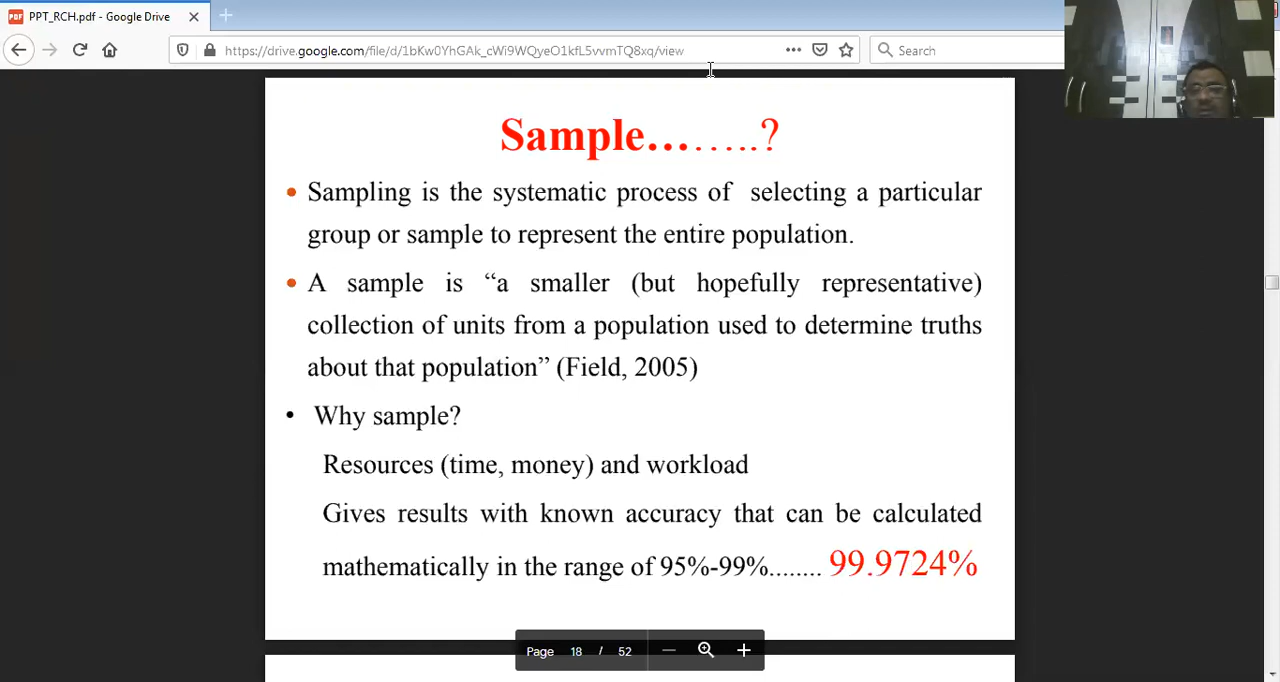 PPT_RCH.pdf - Google Drive
https://drive.google.com/file/d/1bKw0YhGAk_cWi9WQyeO1kfL5vvmTQ8xq/view
Search
Sample……..?
• Sampling is the systematic process of selecting a particular
group or sample to represent the entire population.
• A sample is “a smaller (but hopefully representative)
collection of units from a population used to determine truths
about that population” (Field, 2005)
• Why sample?
Resources (time, money) and workload
Gives results with known accuracy that can be calculated
mathematically in the range of 95%-99%........ 99.9724%
Page 18 / 52